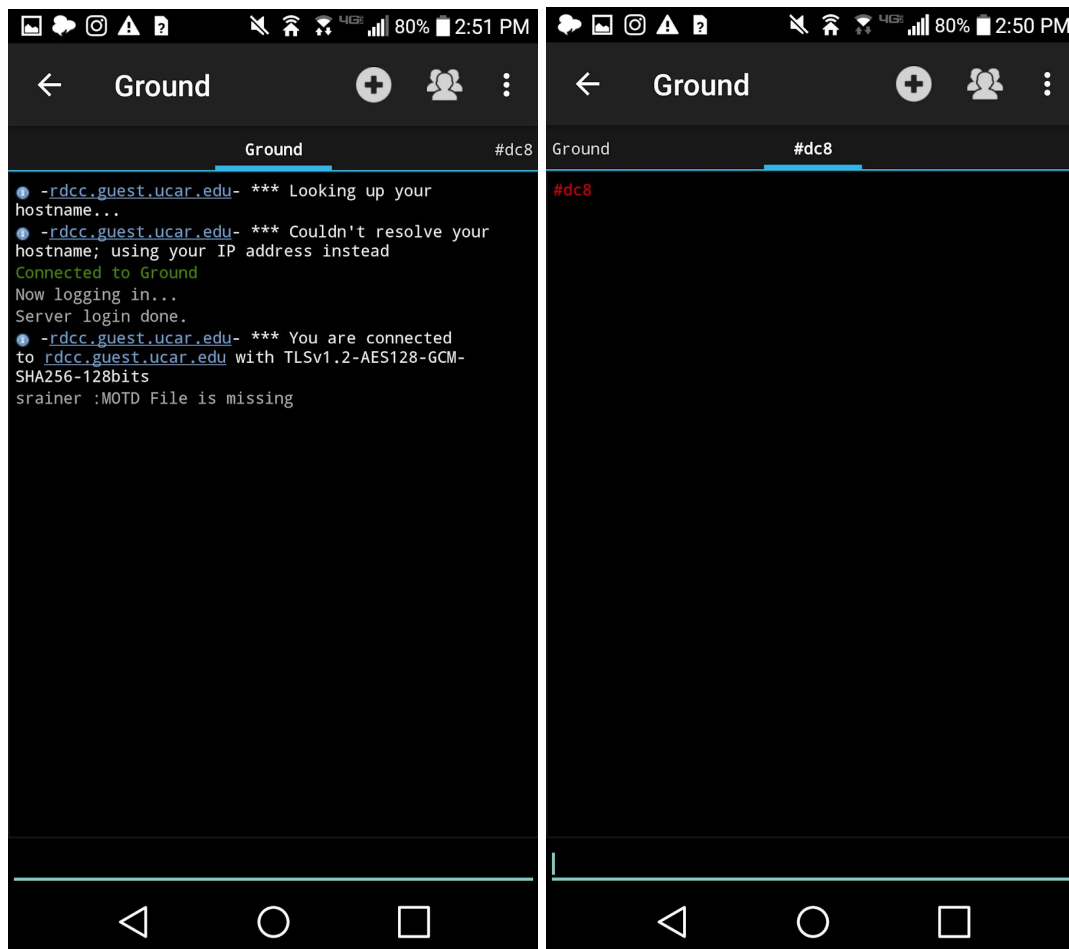 4GE 80% 2:51 PM
Ground
Ground #dc8
-rdcc.guest.ucar.edu- *** Looking up your
hostname...
-rdcc.guest.ucar.edu- *** Couldn't resolve your
hostname; using your IP address instead
Connected to Ground
Now logging in...
Server login done.
-rdcc.guest.ucar.edu- *** You are connected
to rdcc.guest.ucar.edu with TLSv1.2-AES128-GCM-
SHA256-128bits
srainer :MOTD File is missing
4GE 80% 2:50 PM
Ground
Ground #dc8
#dc8